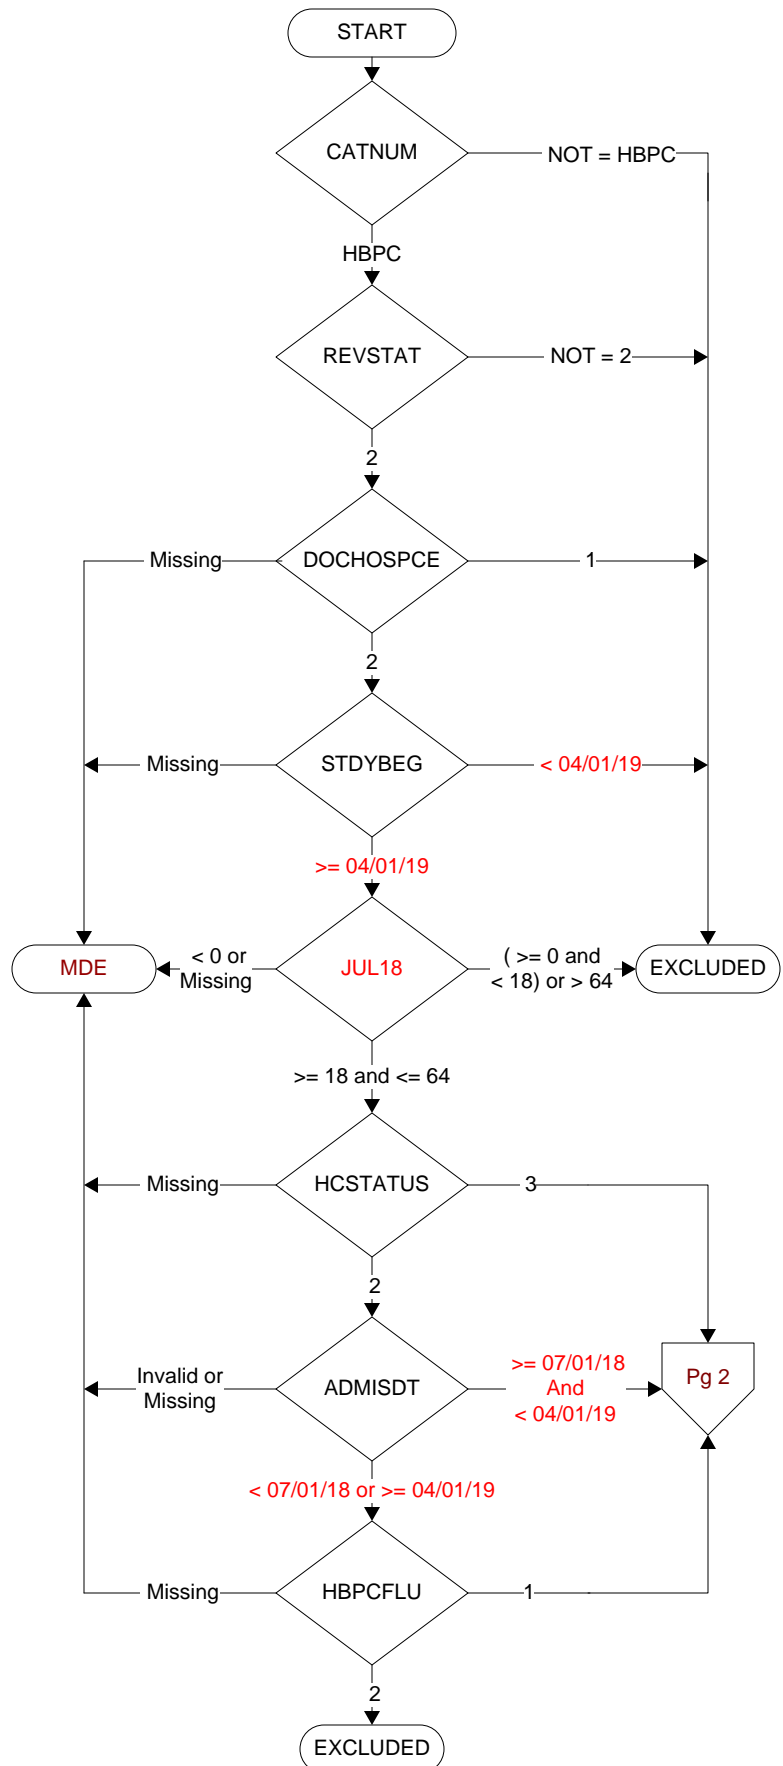 START
CATNUM
NOT = HBPC
HBPC
REVSTAT
NOT = 2
2
Missing
DOCHOSPCE
1
2
Missing
STDYBEG
< 04/01/19
>= 04/01/19
MDE
< 0 or
Missing
JUL18
( >= 0 and
< 18) or > 64
EXCLUDED
>= 18 and <= 64
Missing
HCSTATUS
3
2
Invalid or
Missing
ADMISDT
>= 07/01/18
And
< 04/01/19
Pg 2
< 07/01/18 or >= 04/01/19
Missing
HBPCFLU
1
2
EXCLUDED